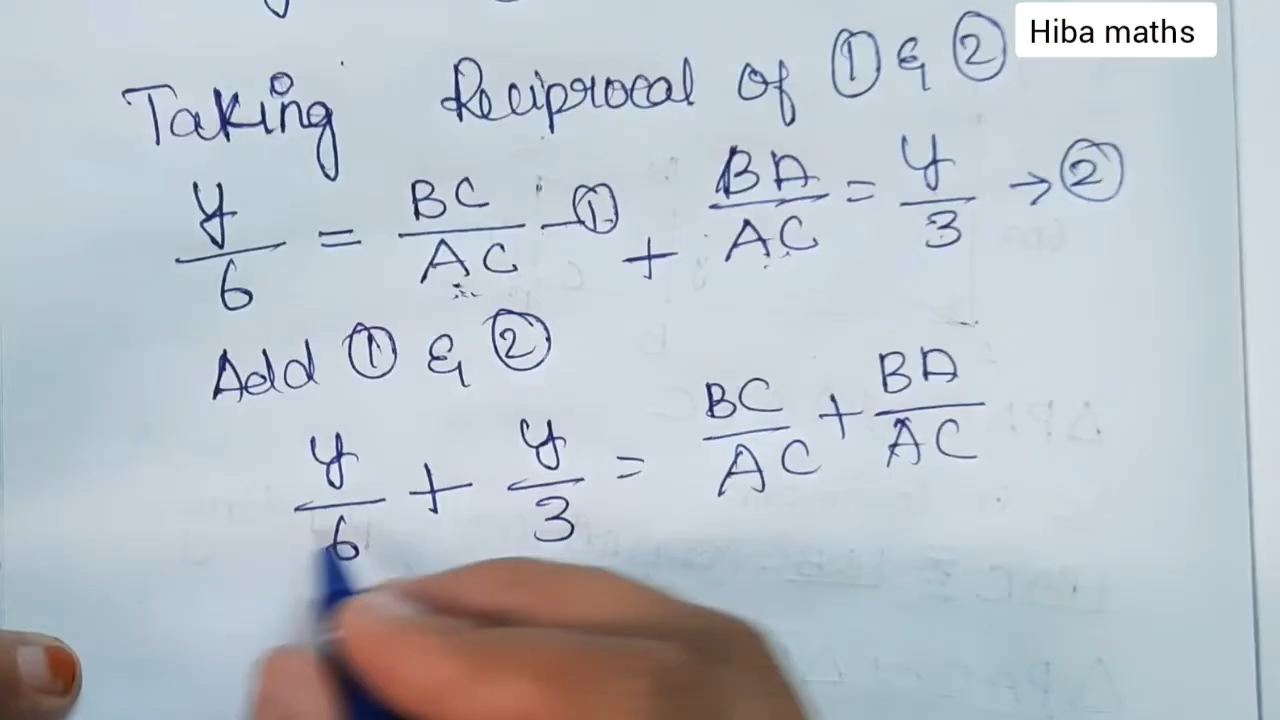 Hiba maths
Taking Reciprocal of ① & ②
y/6 = BC/AC - ① + BA/AC = y/3 → ②
Add ① & ②
y/6 + y/3 = BC/AC + BA/AC